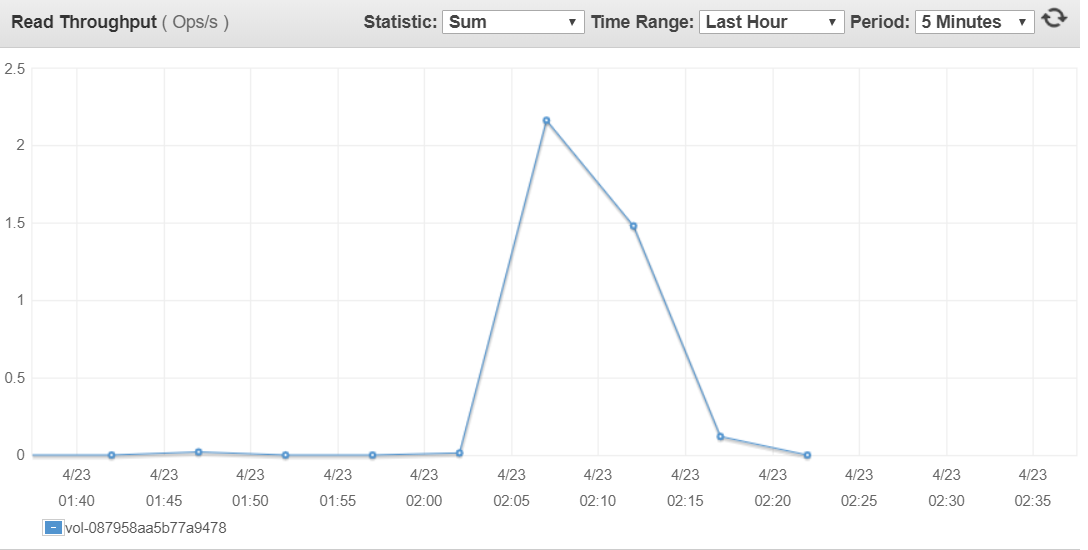 Read Throughput ( Ops/s ) Statistic: Sum Time Range: Last Hour Period: 5 Minutes
2.5
2
1.5
1
0.5
0
4/23 4/23 4/23 4/23 4/23 4/23 4/23 4/23 4/23 4/23 4/23 4/23
01:40 01:45 01:50 01:55 02:00 02:05 02:10 02:15 02:20 02:25 02:30 02:35
vol-087958aa5b77a9478